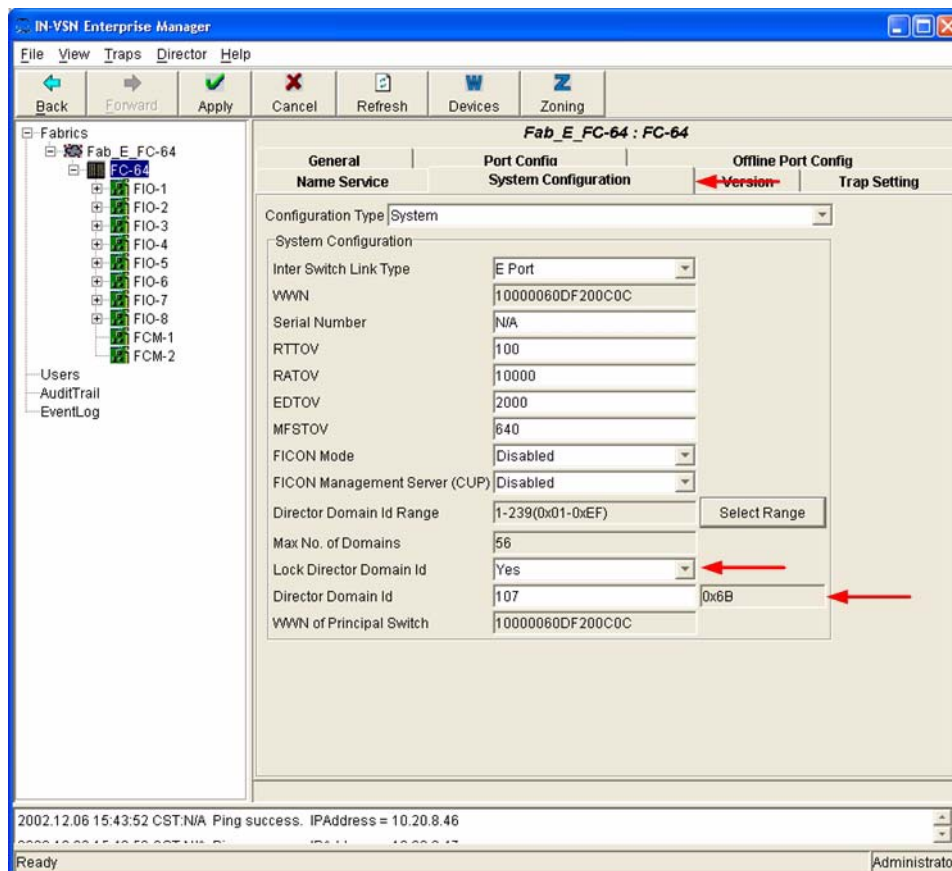 IN-VSN Enterprise Manager
File View Traps Director Help
Back Forward Apply Cancel Refresh Devices Zoning
Fabrics
Fab_E_FC-64
FC-64
FIO-1
FIO-2
FIO-3
FIO-4
FIO-5
FIO-6
FIO-7
FIO-8
FCM-1
FCM-2
Users
AuditTrail
EventLog
Fab_E_FC-64 : FC-64
General Port Config Offline Port Config
Name Service System Configuration Version Trap Setting
Configuration Type System
System Configuration
Inter Switch Link Type E Port
WWN 10000060DF200C0C
Serial Number N/A
RTTOV 100
RATOV 10000
EDTOV 2000
MFSTOV 640
FICON Mode Disabled
FICON Management Server (CUP) Disabled
Director Domain Id Range 1-239(0x01-0xEF) Select Range
Max No. of Domains 56
Lock Director Domain Id Yes
Director Domain Id 107 0x6B
WWN of Principal Switch 10000060DF200C0C
2002.12.06 15:43:52 CST:N/A Ping success. IPAddress = 10.20.8.46
Ready Administrato